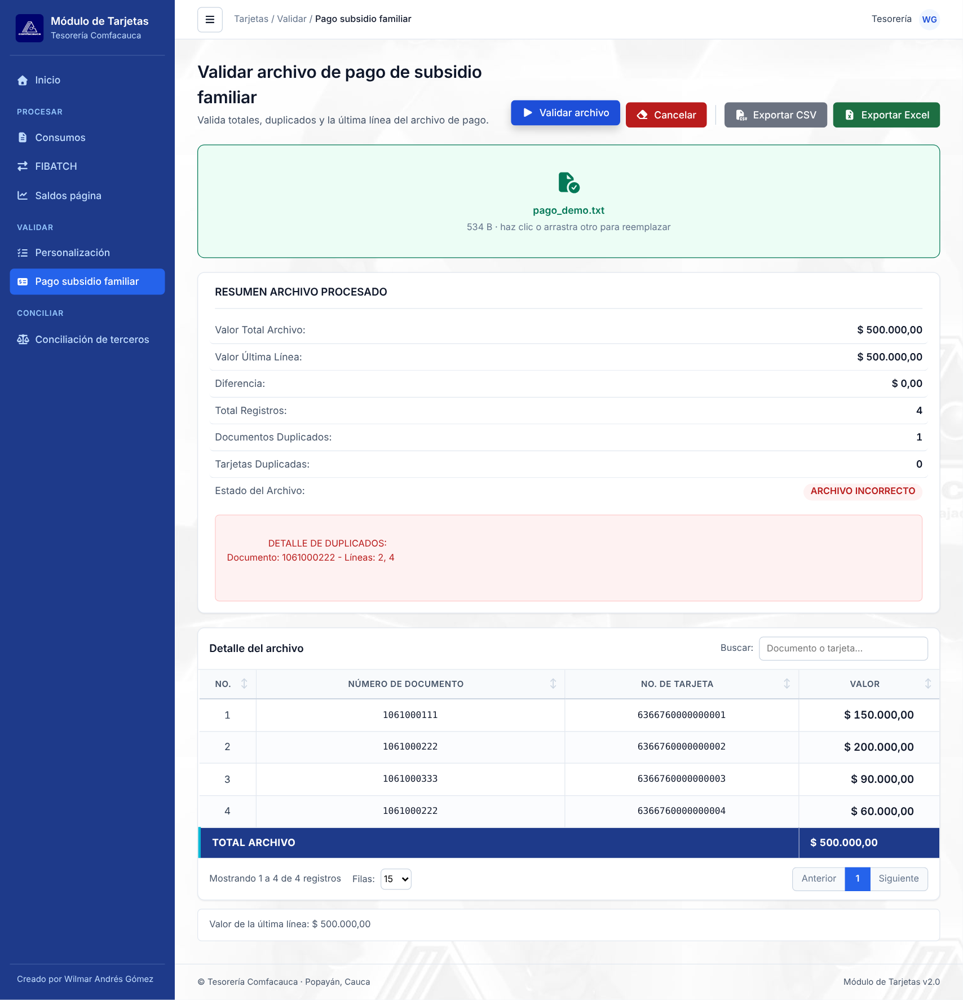 comfacauca
Módulo de Tarjetas
Tesorería Comfacauca
Inicio
PROCESAR
Consumos
FIBATCH
Saldos página
VALIDAR
Personalización
Pago subsidio familiar
CONCILIAR
Conciliación de terceros
Creado por Wilmar Andrés Gómez
Tarjetas / Validar / Pago subsidio familiar
Tesorería WG
Validar archivo de pago de subsidio
familiar
Valida totales, duplicados y la última línea del archivo de pago.
Validar archivo
Cancelar
CSV Exportar CSV
Exportar Excel
pago_demo.txt
534 B · haz clic o arrastra otro para reemplazar
RESUMEN ARCHIVO PROCESADO
Valor Total Archivo: $ 500.000,00
Valor Última Línea: $ 500.000,00
Diferencia: $ 0,00
Total Registros: 4
Documentos Duplicados: 1
Tarjetas Duplicadas: 0
Estado del Archivo: ARCHIVO INCORRECTO
DETALLE DE DUPLICADOS:
Documento: 1061000222 - Líneas: 2, 4
Detalle del archivo
Buscar: Documento o tarjeta...
NO. NÚMERO DE DOCUMENTO NO. DE TARJETA VALOR
1 1061000111 6366760000000001 $ 150.000,00
2 1061000222 6366760000000002 $ 200.000,00
3 1061000333 6366760000000003 $ 90.000,00
4 1061000222 6366760000000004 $ 60.000,00
TOTAL ARCHIVO $ 500.000,00
Mostrando 1 a 4 de 4 registros Filas: 15
Anterior 1 Siguiente
Valor de la última línea: $ 500.000,00
© Tesorería Comfacauca · Popayán, Cauca
Módulo de Tarjetas v2.0